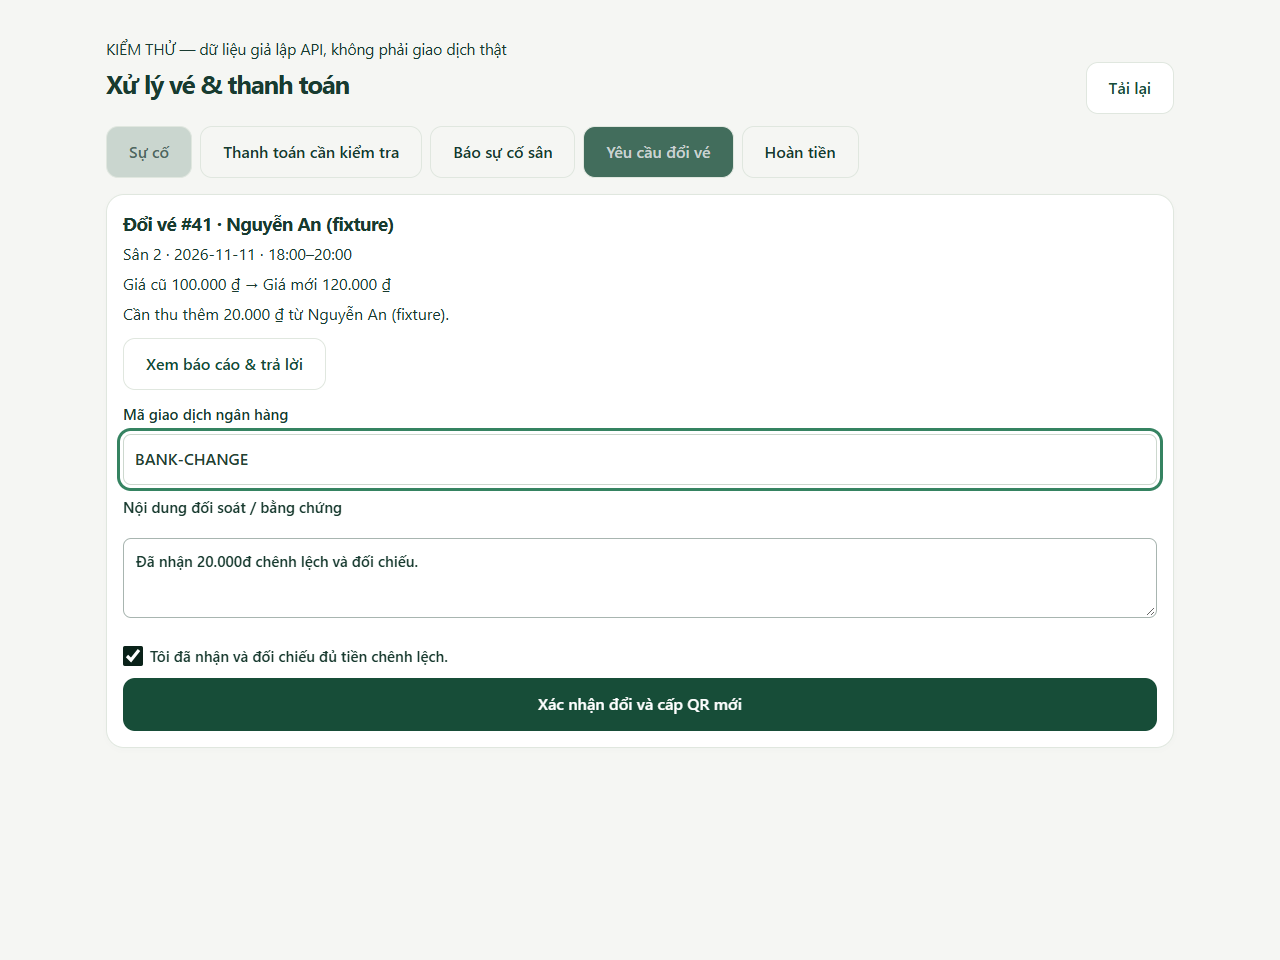 KIỂM THỬ — dữ liệu giả lập API, không phải giao dịch thật
Xử lý vé & thanh toán
Tải lại
Sự cố
Thanh toán cần kiểm tra
Báo sự cố sân
Yêu cầu đổi vé
Hoàn tiền
Đổi vé #41 · Nguyễn An (fixture)
Sân 2 · 2026-11-11 · 18:00–20:00
Giá cũ 100.000 ₫ → Giá mới 120.000 ₫
Cần thu thêm 20.000 ₫ từ Nguyễn An (fixture).
Xem báo cáo & trả lời
Mã giao dịch ngân hàng
BANK-CHANGE
Nội dung đối soát / bằng chứng
Đã nhận 20.000đ chênh lệch và đối chiếu.
Tôi đã nhận và đối chiếu đủ tiền chênh lệch.
Xác nhận đổi và cấp QR mới